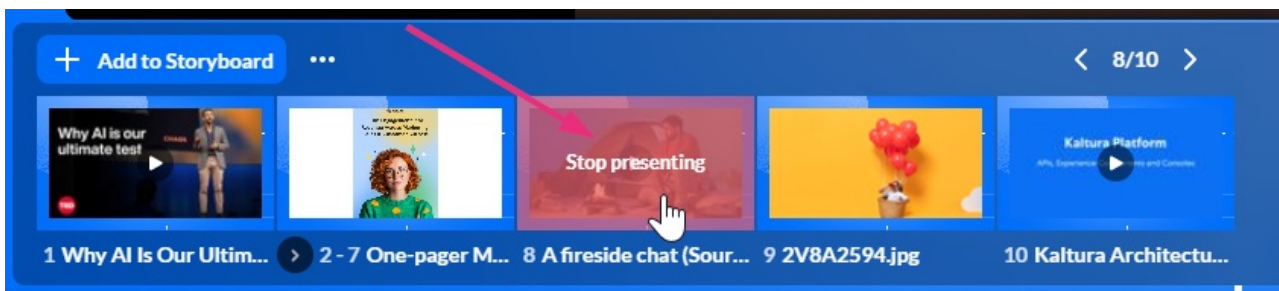 Add to Storyboard
8/10
Why AI is our
ultimate test
TED
Stop presenting
Kaltura Platform
1 Why AI Is Our Ultim...
2 - 7 One-pager M...
8 A fireside chat (Sour...
9 2V8A2594.jpg
10 Kaltura Architectu...